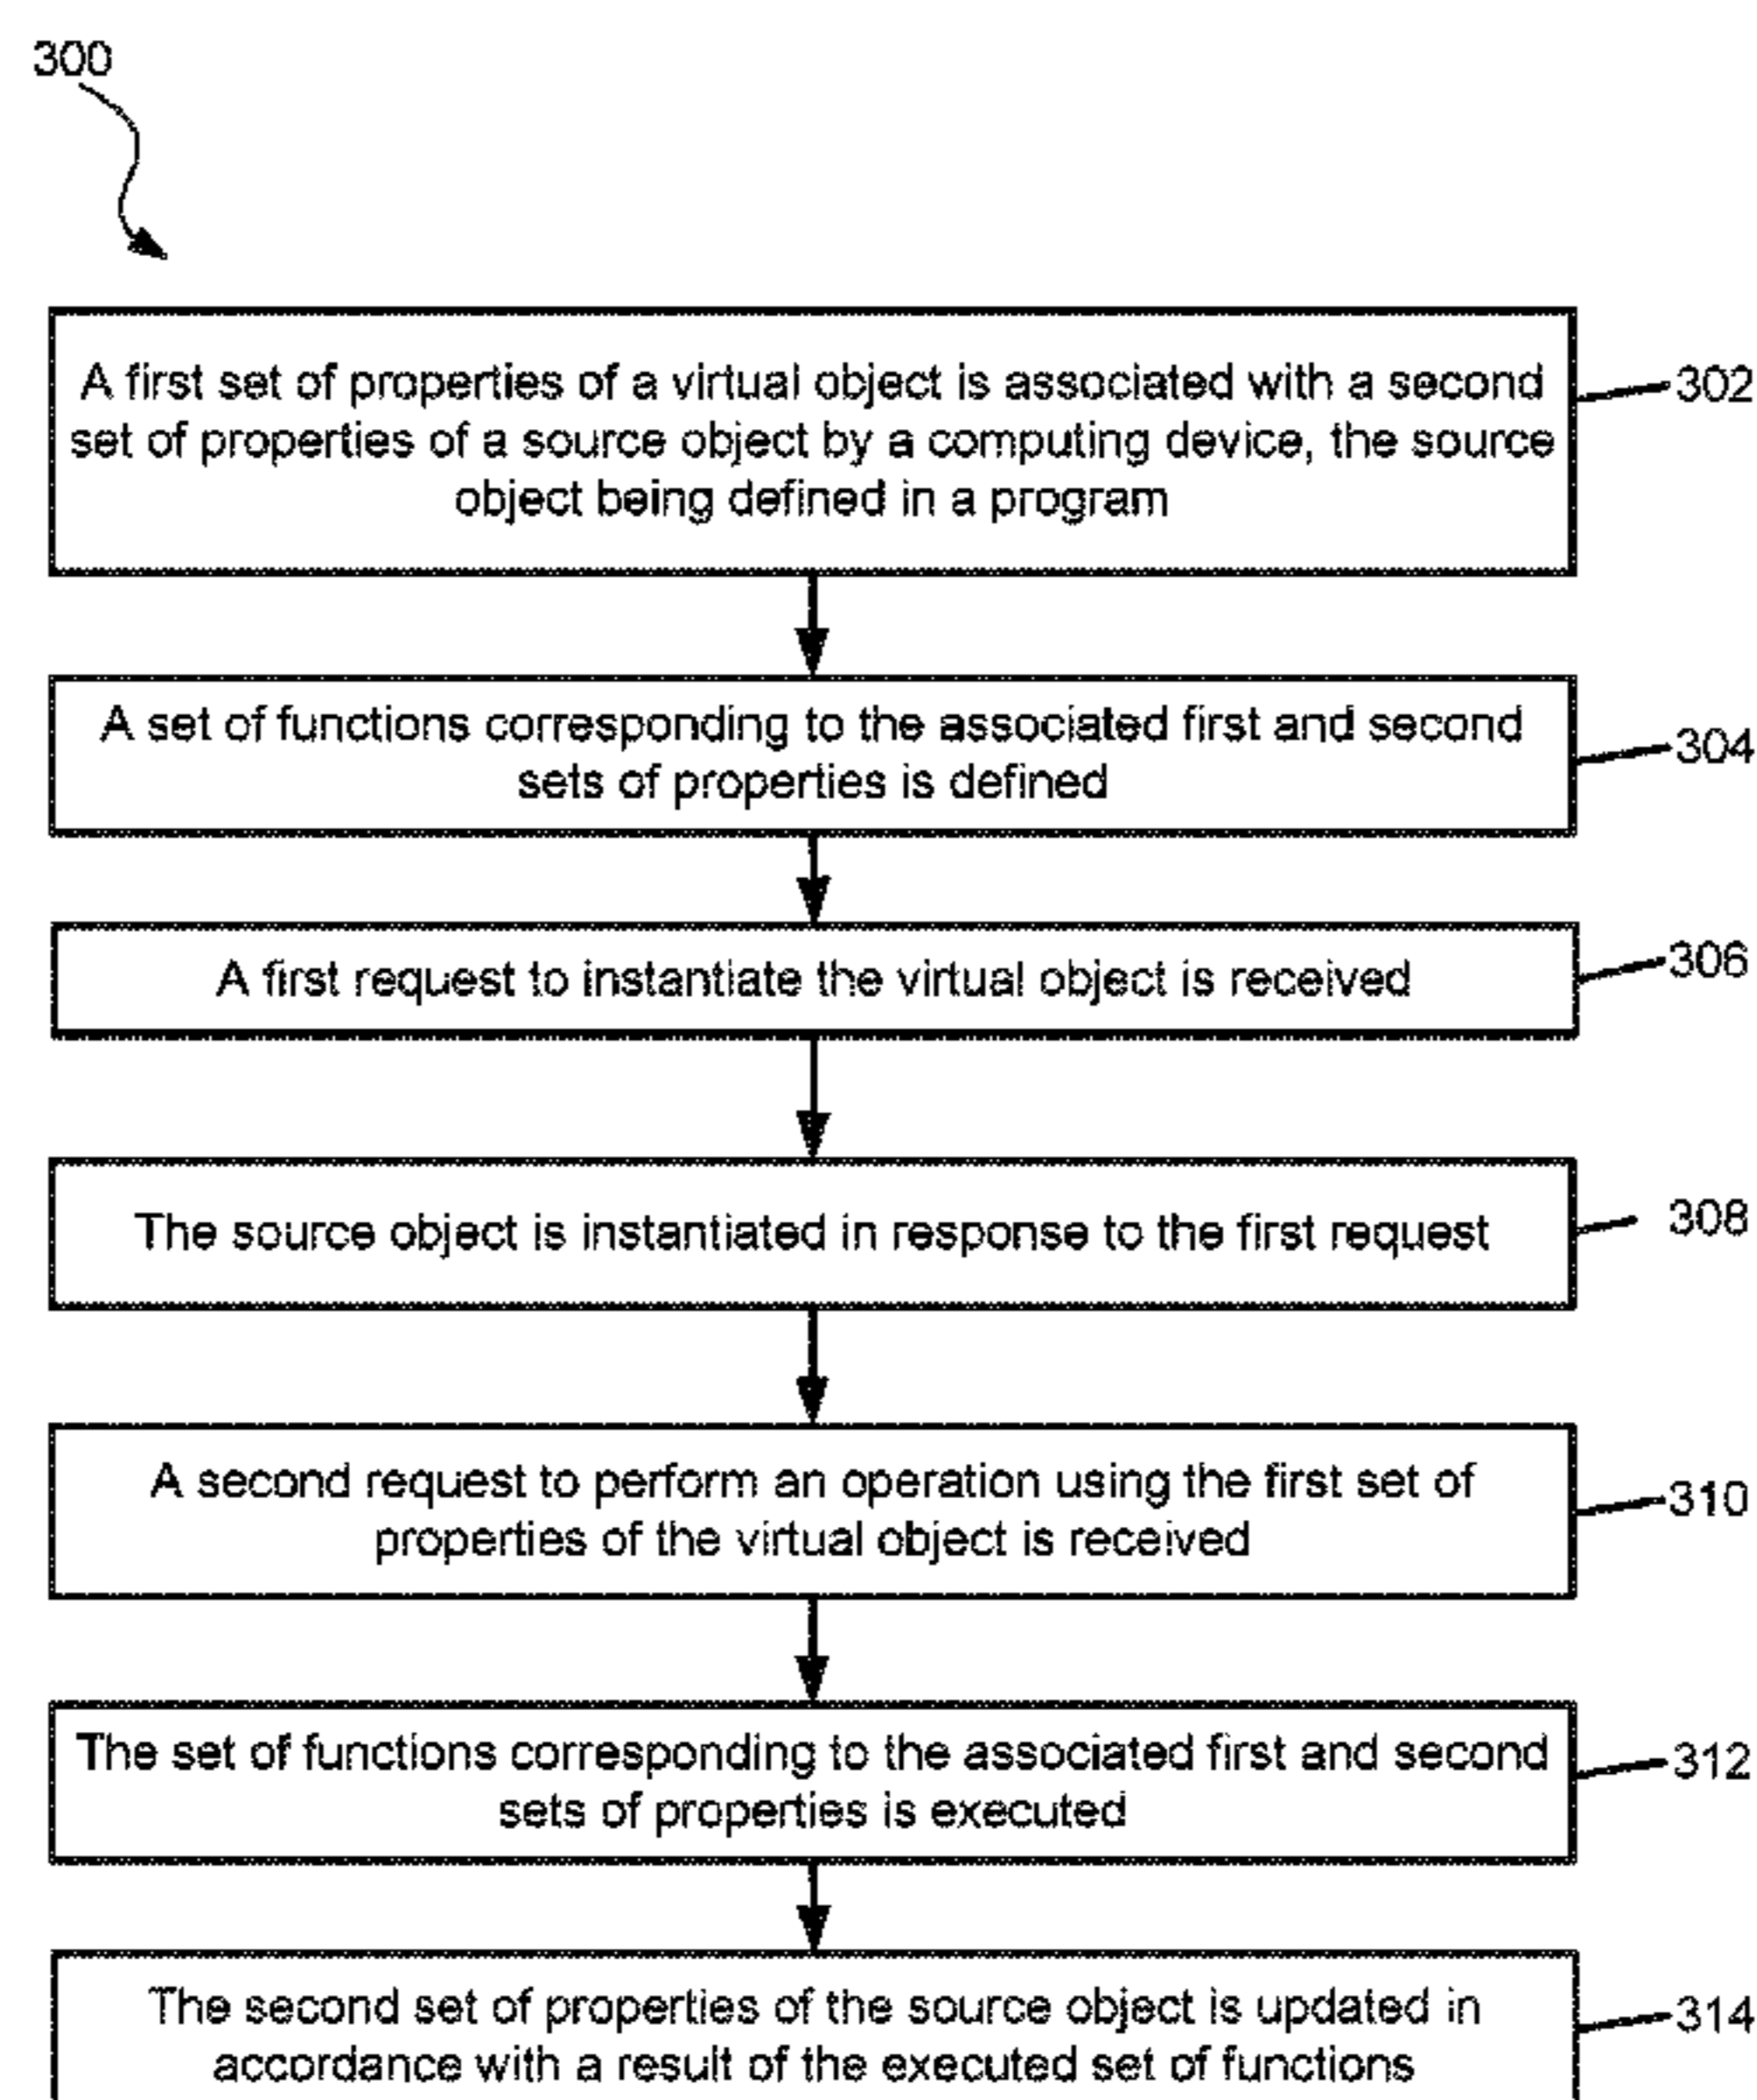 300
A first set of properties of a virtual object is associated with a second
set of properties of a source object by a computing device, the source
object being defined in a program
302
A set of functions corresponding to the associated first and second
sets of properties is defined
304
A first request to instantiate the virtual object is received
306
The source object is instantiated in response to the first request
308
A second request to perform an operation using the first set of
properties of the virtual object is received
310
The set of functions corresponding to the associated first and second
sets of properties is executed
312
The second set of properties of the source object is updated in
accordance with a result of the executed set of functions
314